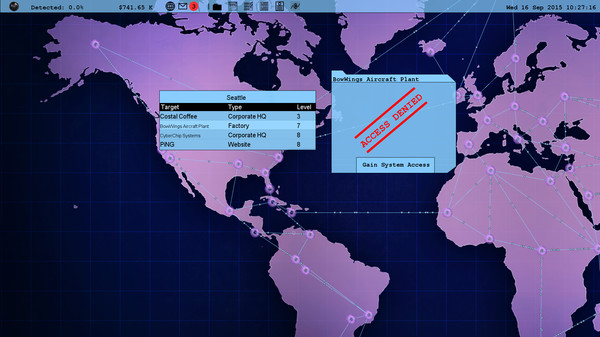 Detected: 0.0% $741.65 K 3 Wed 16 Sep 2015 10:27:16
Seattle
Target Type Level
Costal Coffee Corporate HQ 3
BowWings Aircraft Plant Factory 7
CyberChip Systems Corporate HQ 8
PiNG Website 8
BowWings Aircraft Plant
ACCESS DENIED
Gain System Access